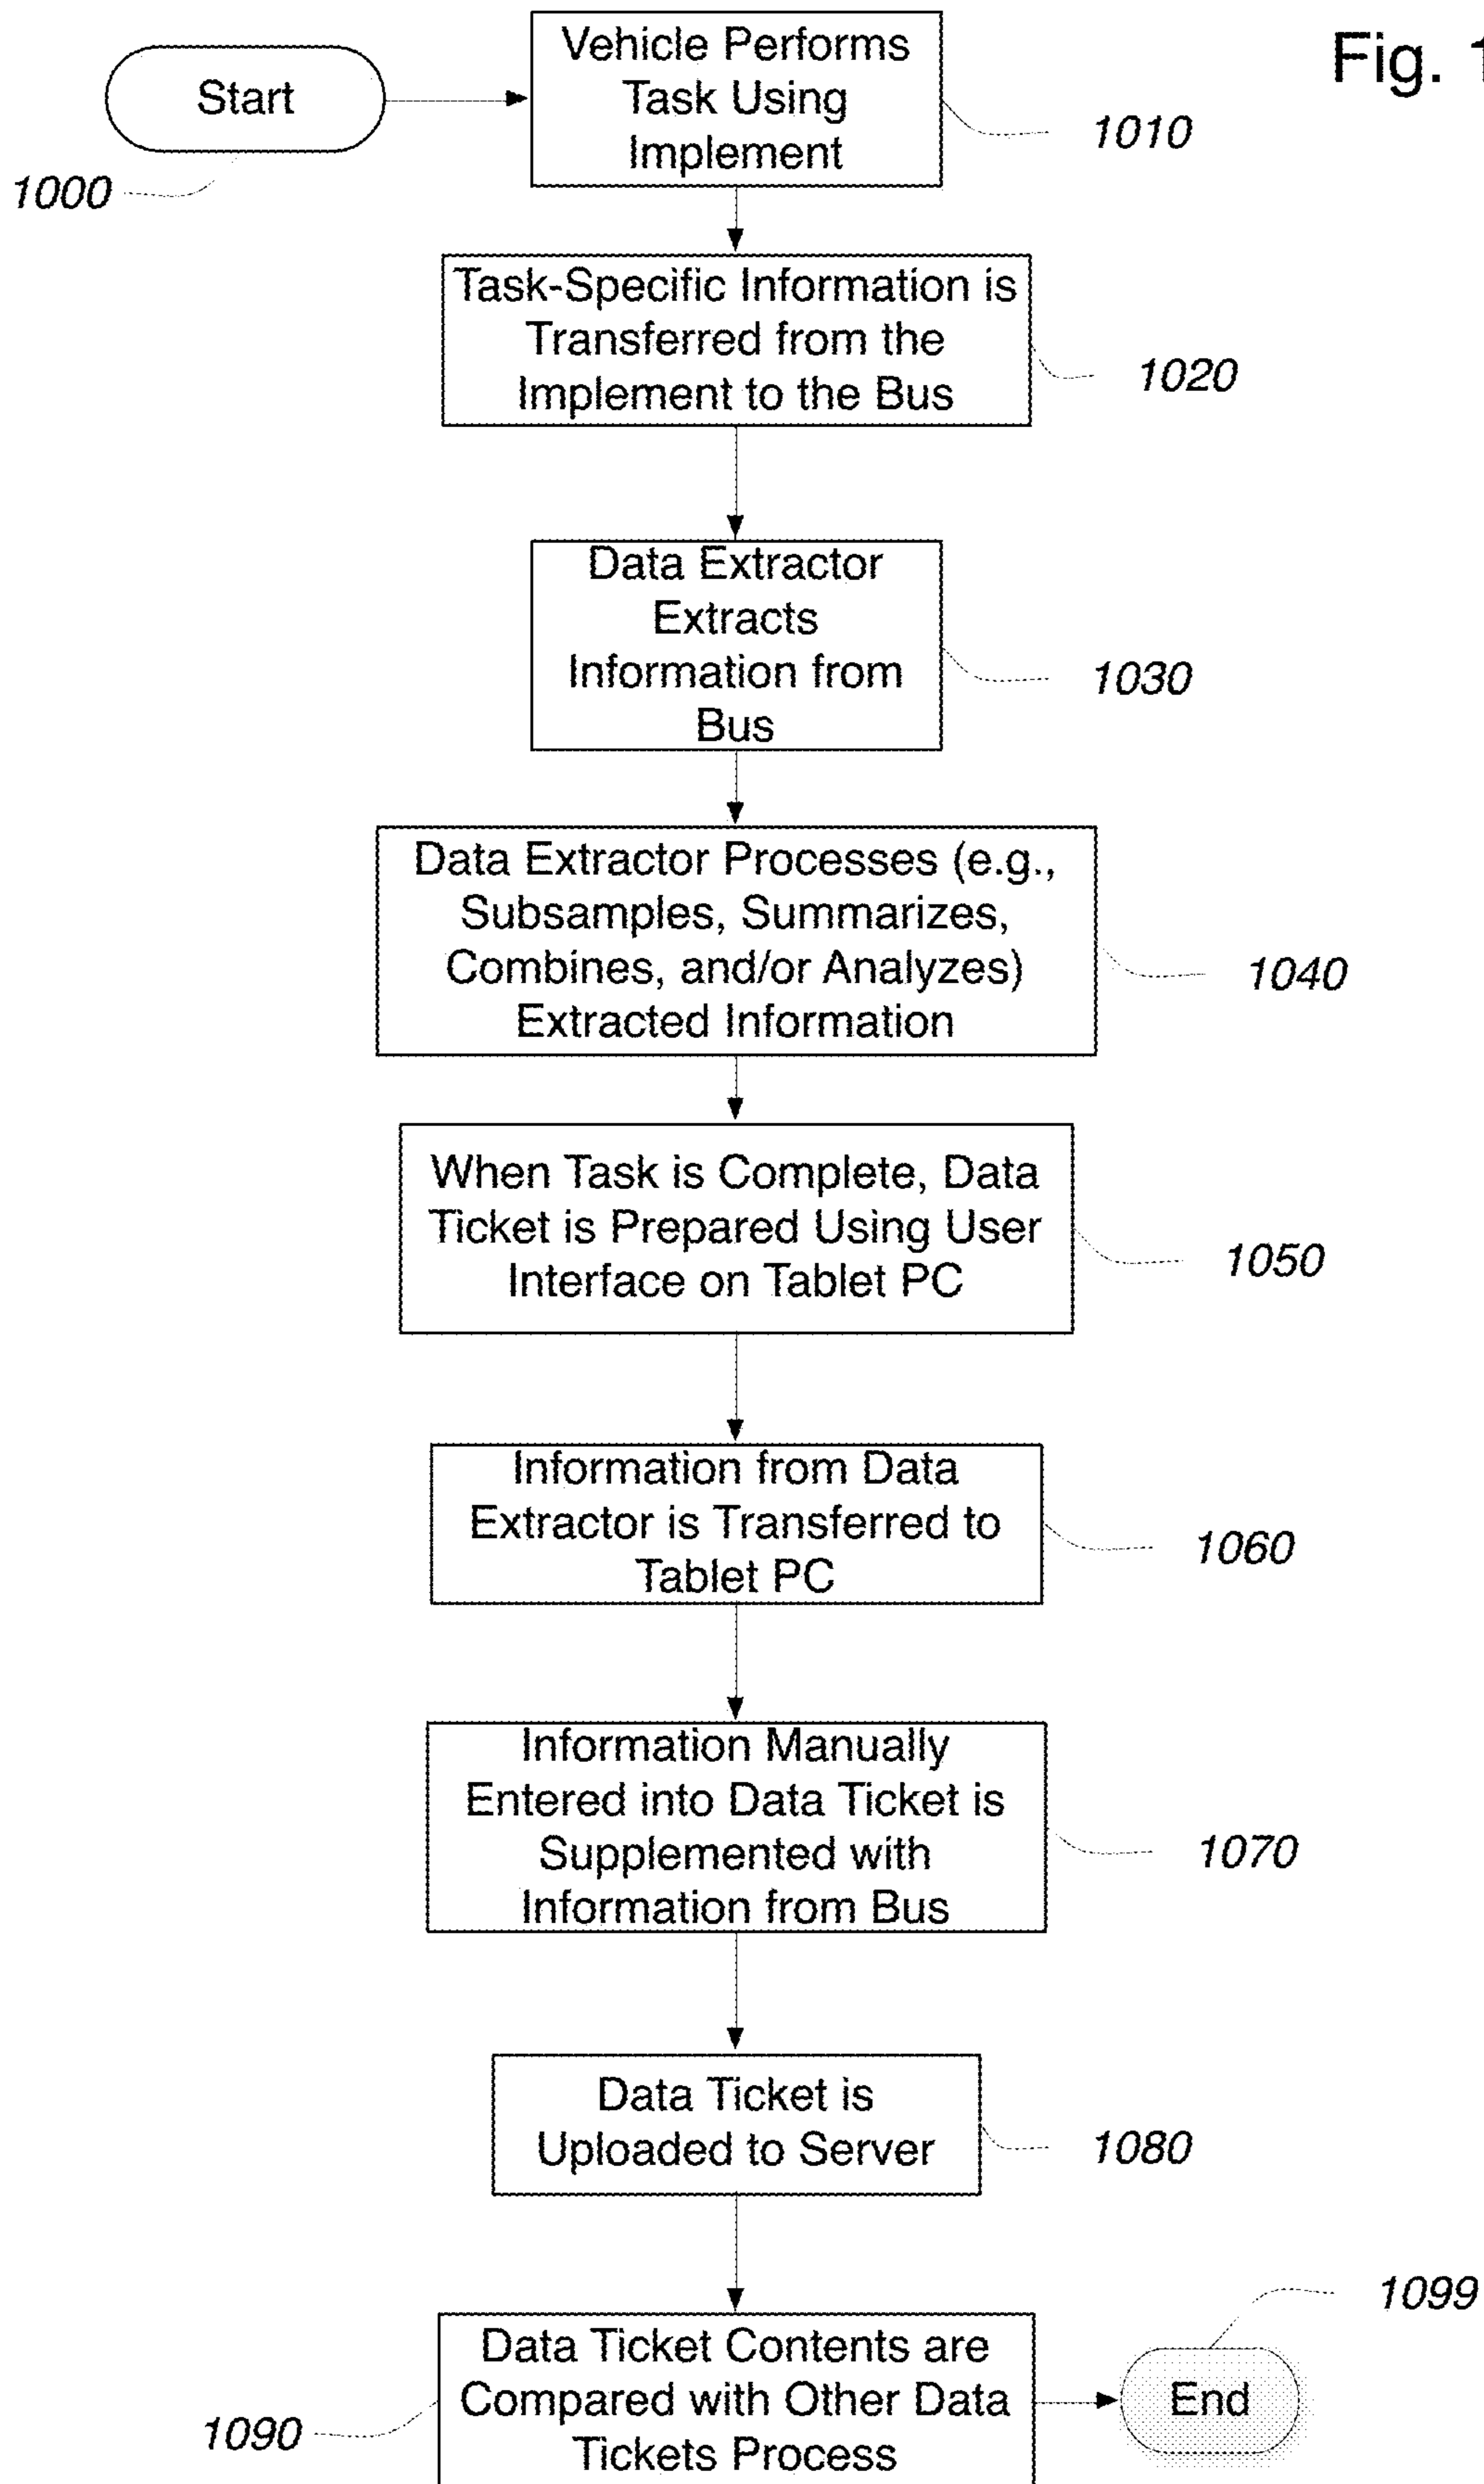 Fig. 1
Start
1000
Vehicle Performs
Task Using
Implement
1010
Task-Specific Information is
Transferred from the
Implement to the Bus
1020
Data Extractor
Extracts
Information from
Bus
1030
Data Extractor Processes (e.g.,
Subsamples, Summarizes,
Combines, and/or Analyzes)
Extracted Information
1040
When Task is Complete, Data
Ticket is Prepared Using User
Interface on Tablet PC
1050
Information from Data
Extractor is Transferred to
Tablet PC
1060
Information Manually
Entered into Data Ticket is
Supplemented with
Information from Bus
1070
Data Ticket is
Uploaded to Server
1080
Data Ticket Contents are
Compared with Other Data
Tickets Process
1090
End
1099